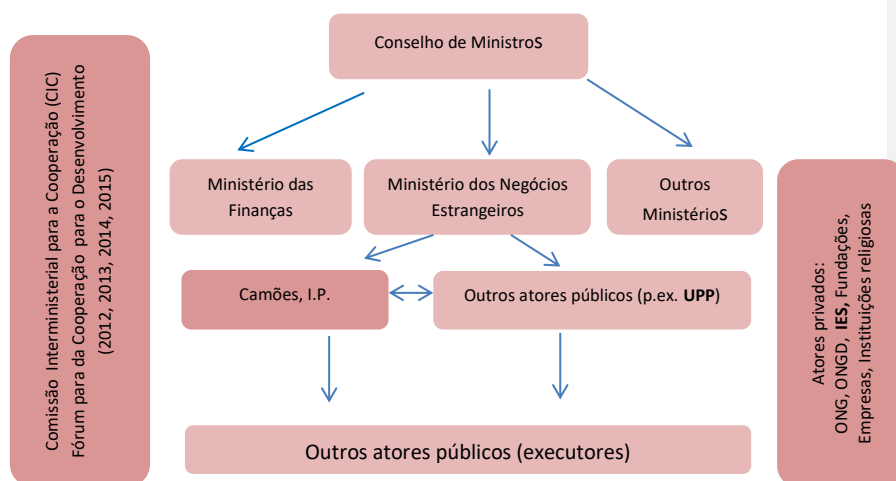 Comissão Interministerial para a Cooperação (CIC)
Fórum para da Cooperação para o Desenvolvimento
(2012, 2013, 2014, 2015)
Conselho de Ministros
Ministério das
Finanças
Ministério dos Negócios
Estrangeiros
Outros
Ministérios
Camões, I.P.
Outros atores públicos (p.ex. UPP)
Outros atores públicos (executores)
Atores privados:
ONG, ONGD, IES, Fundações,
Empresas, Instituições religiosas